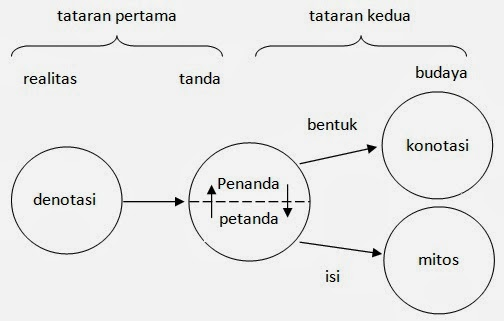 tataran pertama
tataran kedua
realitas
tanda
budaya
bentuk
konotasi
denotasi
Penanda
petanda
isi
mitos